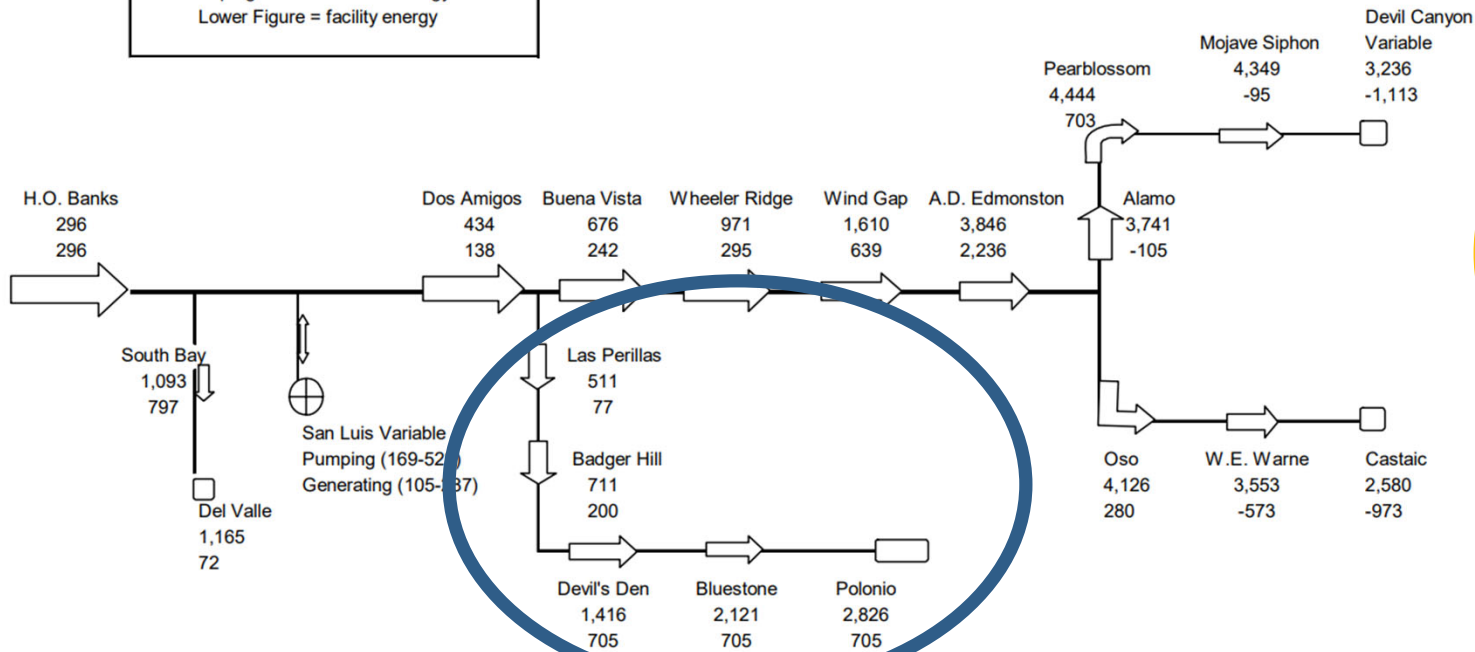 Lower Figure = facility energy
Devil Canyon
Variable
3,236
-1,113
Mojave Siphon
4,349
-95
Pearblossom
4,444
703
H.O. Banks
296
296
Dos Amigos
434
138
Buena Vista
676
242
Wheeler Ridge
971
295
Wind Gap
1,610
639
A.D. Edmonston
3,846
2,236
Alamo
3,741
-105
South Bay
1,093
797
Las Perillas
511
77
San Luis Variable
Pumping (169-52
Generating (105- 37)
Badger Hill
711
200
Oso
4,126
280
W.E. Warne
3,553
-573
Castaic
2,580
-973
Del Valle
1,165
72
Devil's Den
1,416
705
Bluestone
2,121
705
Polonio
2,826
705